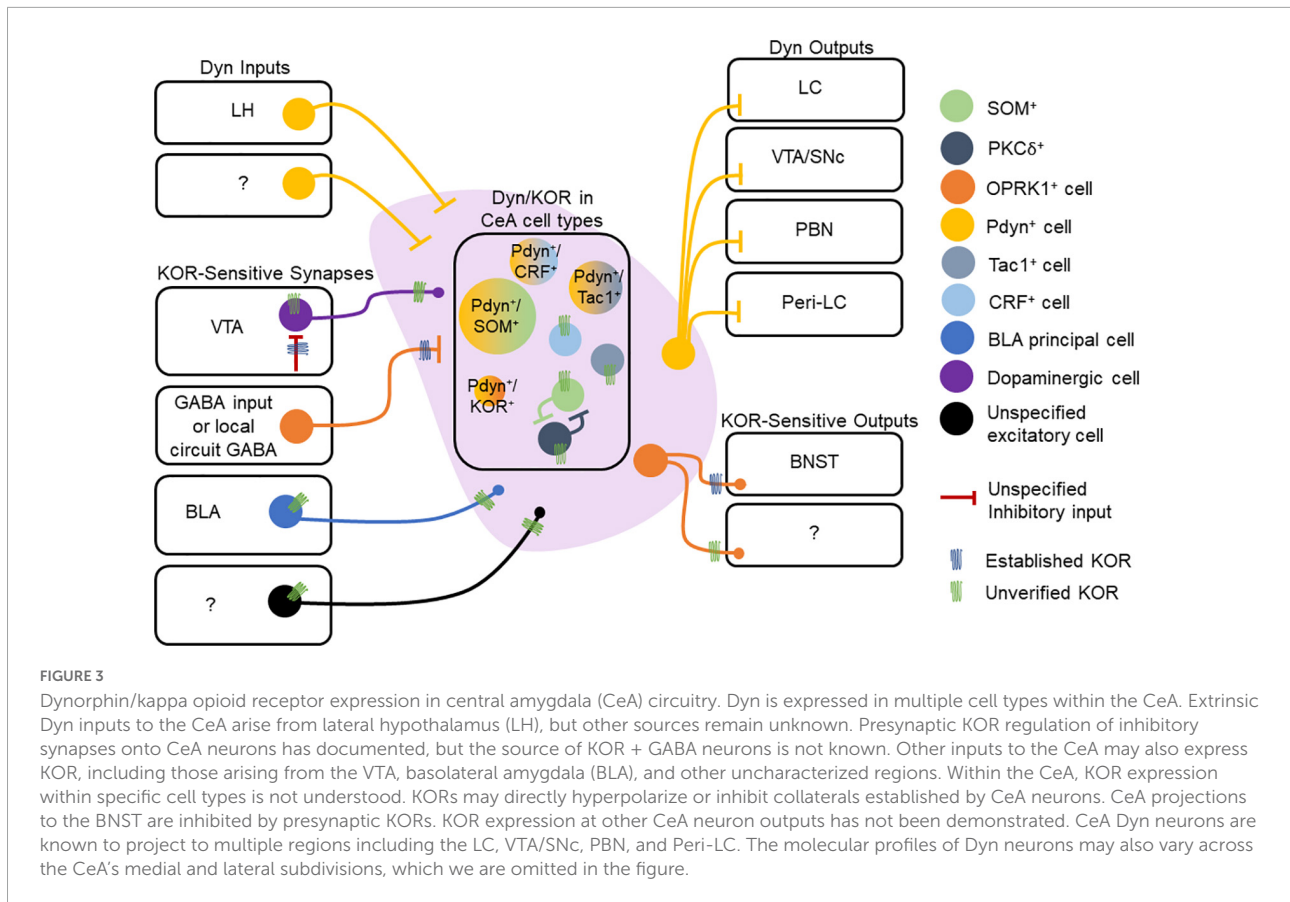 Dyn Inputs
LH
?
KOR-Sensitive Synapses
VTA
GABA input
or local
circuit GABA
BLA
?
Dyn/KOR in
CeA cell types
Pdyn⁺/
CRF⁺
Pdyn⁺/
Tac1⁺
Pdyn⁺/
SOM⁺
Pdyn⁺/
KOR⁺
Dyn Outputs
LC
VTA/SNc
PBN
Peri-LC
KOR-Sensitive Outputs
BNST
?
SOM⁺
PKCδ⁺
OPRK1⁺ cell
Pdyn⁺ cell
Tac1⁺ cell
CRF⁺ cell
BLA principal cell
Dopaminergic cell
Unspecified
excitatory cell
Unspecified
Inhibitory input
Established KOR
Unverified KOR
FIGURE 3
Dynorphin/kappa opioid receptor expression in central amygdala (CeA) circuitry. Dyn is expressed in multiple cell types within the CeA. Extrinsic
Dyn inputs to the CeA arise from lateral hypothalamus (LH), but other sources remain unknown. Presynaptic KOR regulation of inhibitory
synapses onto CeA neurons has documented, but the source of KOR + GABA neurons is not known. Other inputs to the CeA may also express
KOR, including those arising from the VTA, basolateral amygdala (BLA), and other uncharacterized regions. Within the CeA, KOR expression
within specific cell types is not understood. KORs may directly hyperpolarize or inhibit collaterals established by CeA neurons. CeA projections
to the BNST are inhibited by presynaptic KORs. KOR expression at other CeA neuron outputs has not been demonstrated. CeA Dyn neurons are
known to project to multiple regions including the LC, VTA/SNc, PBN, and Peri-LC. The molecular profiles of Dyn neurons may also vary across
the CeA's medial and lateral subdivisions, which we are omitted in the figure.